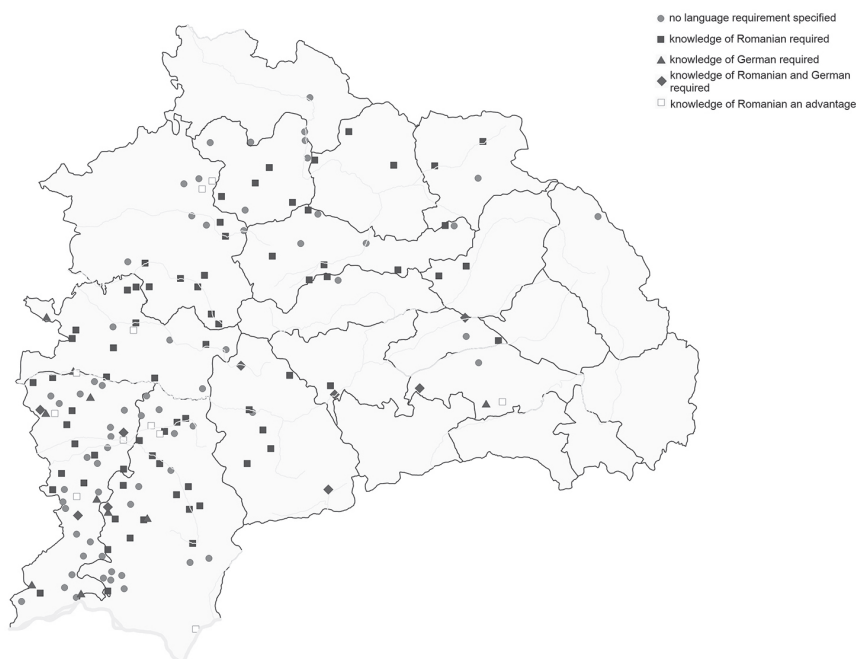 no language requirement specified
knowledge of Romanian required
knowledge of German required
knowledge of Romanian and German
required
knowledge of Romanian an advantage